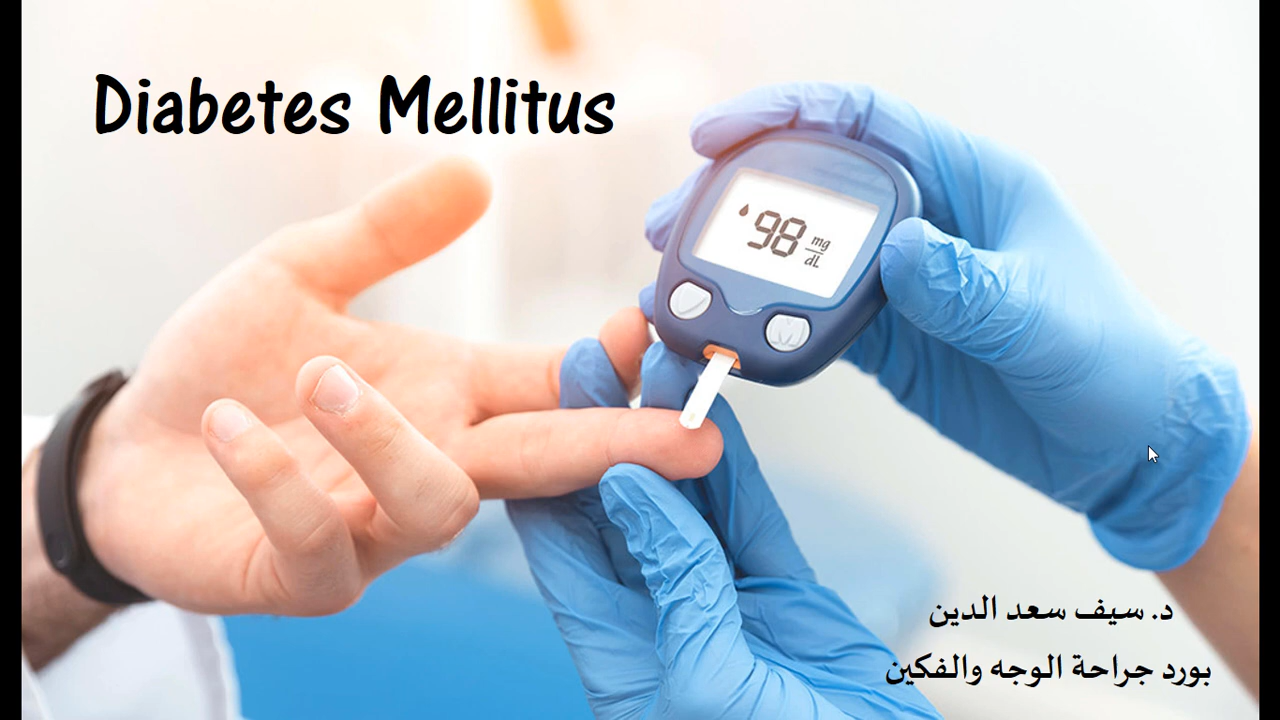 Diabetes Mellitus
98 mg
dL
د. سيف سعد الدين
بورد جراحة الوجه والفكين